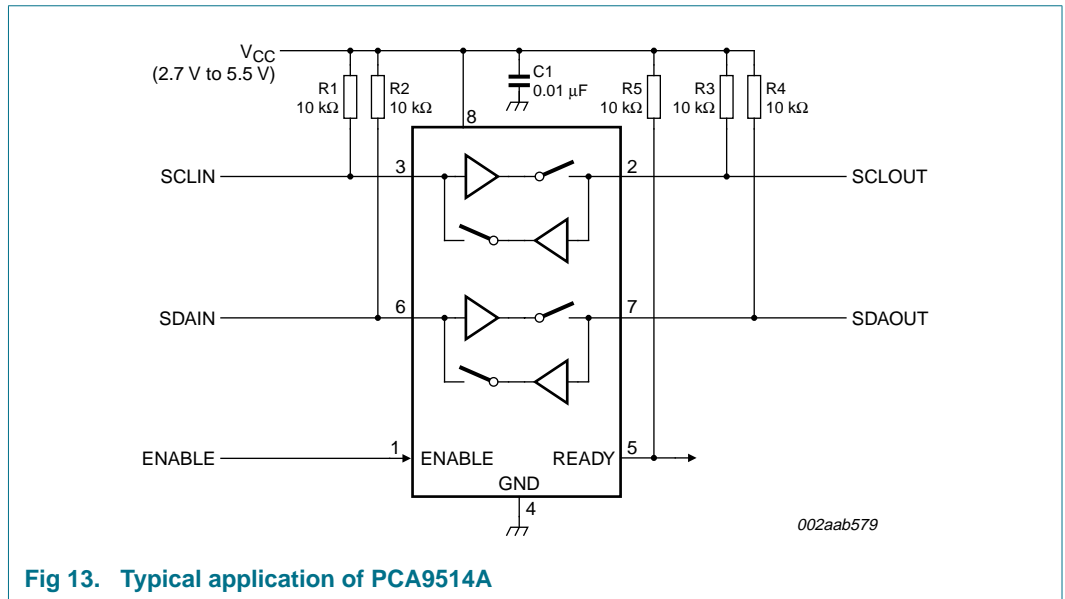 VCC
(2.7 V to 5.5 V)
R1
10 kΩ
R2
10 kΩ
C1
0.01 μF
R5
10 kΩ
R3
10 kΩ
R4
10 kΩ
8
SCLIN
3
2
SCLOUT
SDAIN
6
7
SDAOUT
ENABLE
1
ENABLE
READY
5
GND
4
002aab579
Fig 13. Typical application of PCA9514A